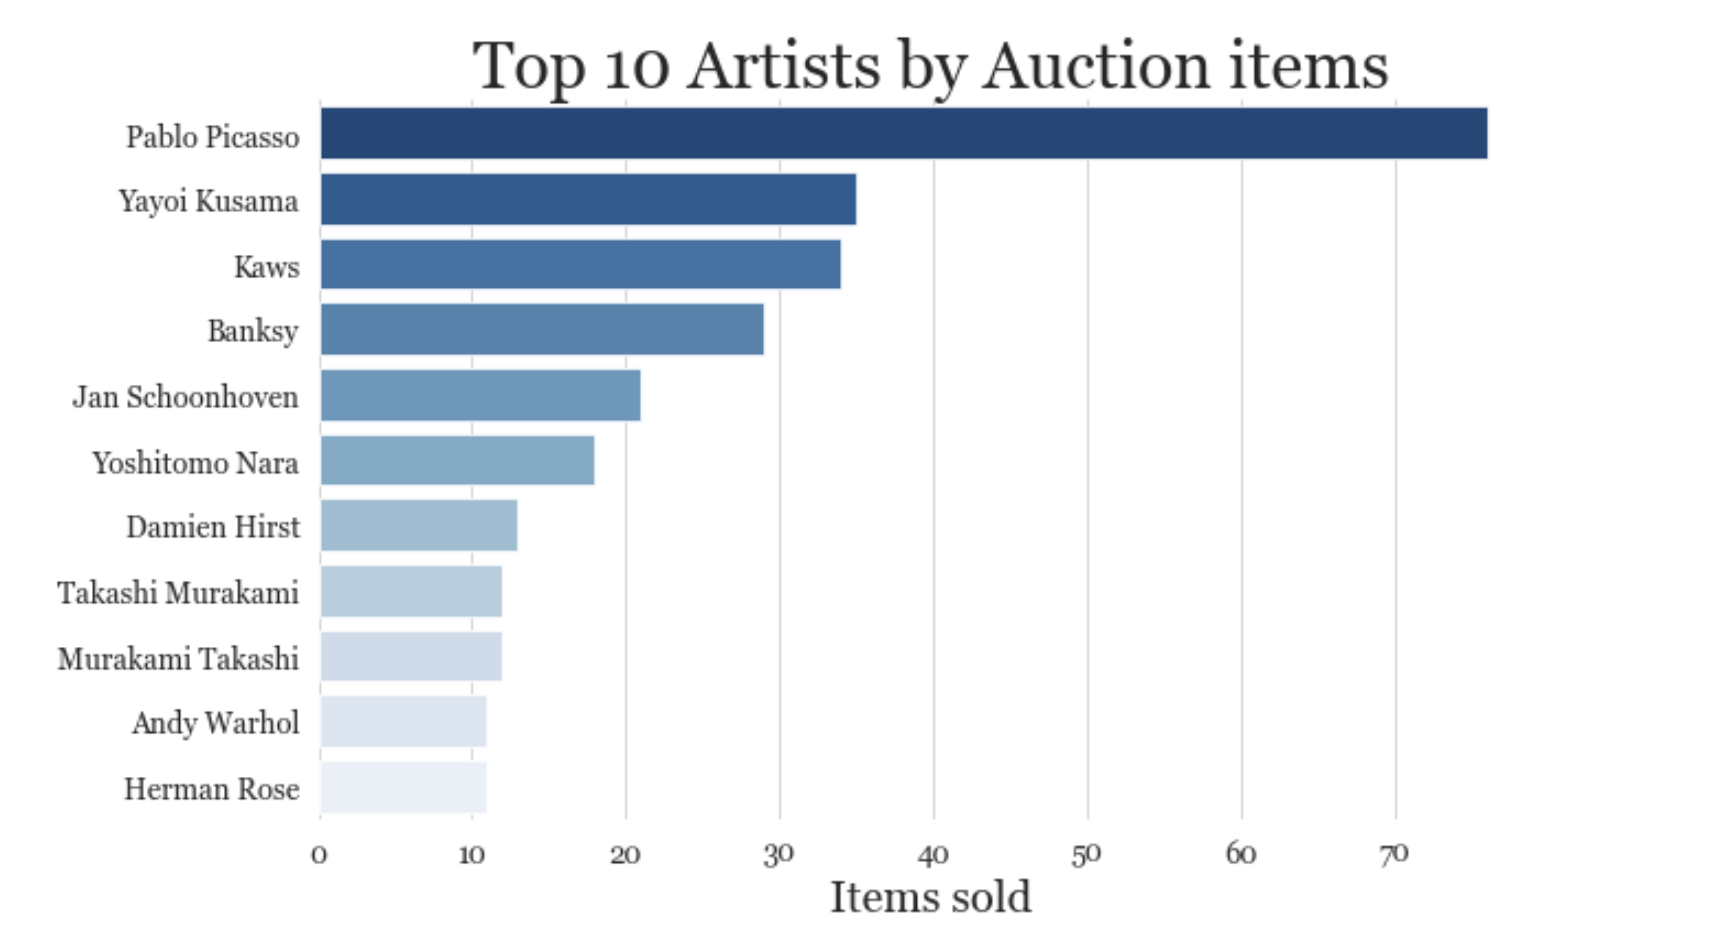 Top 10 Artists by Auction items
Pablo Picasso
Yayoi Kusama
Kaws
Banksy
Jan Schoonhoven
Yoshitomo Nara
Damien Hirst
Takashi Murakami
Murakami Takashi
Andy Warhol
Herman Rose
0 10 20 30 40 50 60 70
Items sold